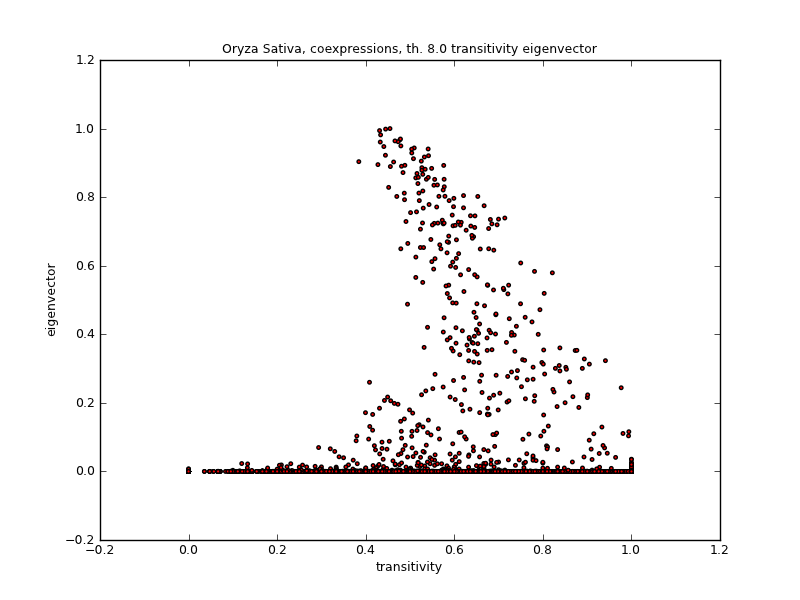 Oryza Sativa, coexpressions, th. 8.0 transitivity eigenvector
1.2
1.0
0.8
0.6
0.4
0.2
0.0
−0.2
eigenvector
−0.2 0.0 0.2 0.4 0.6 0.8 1.0 1.2
transitivity